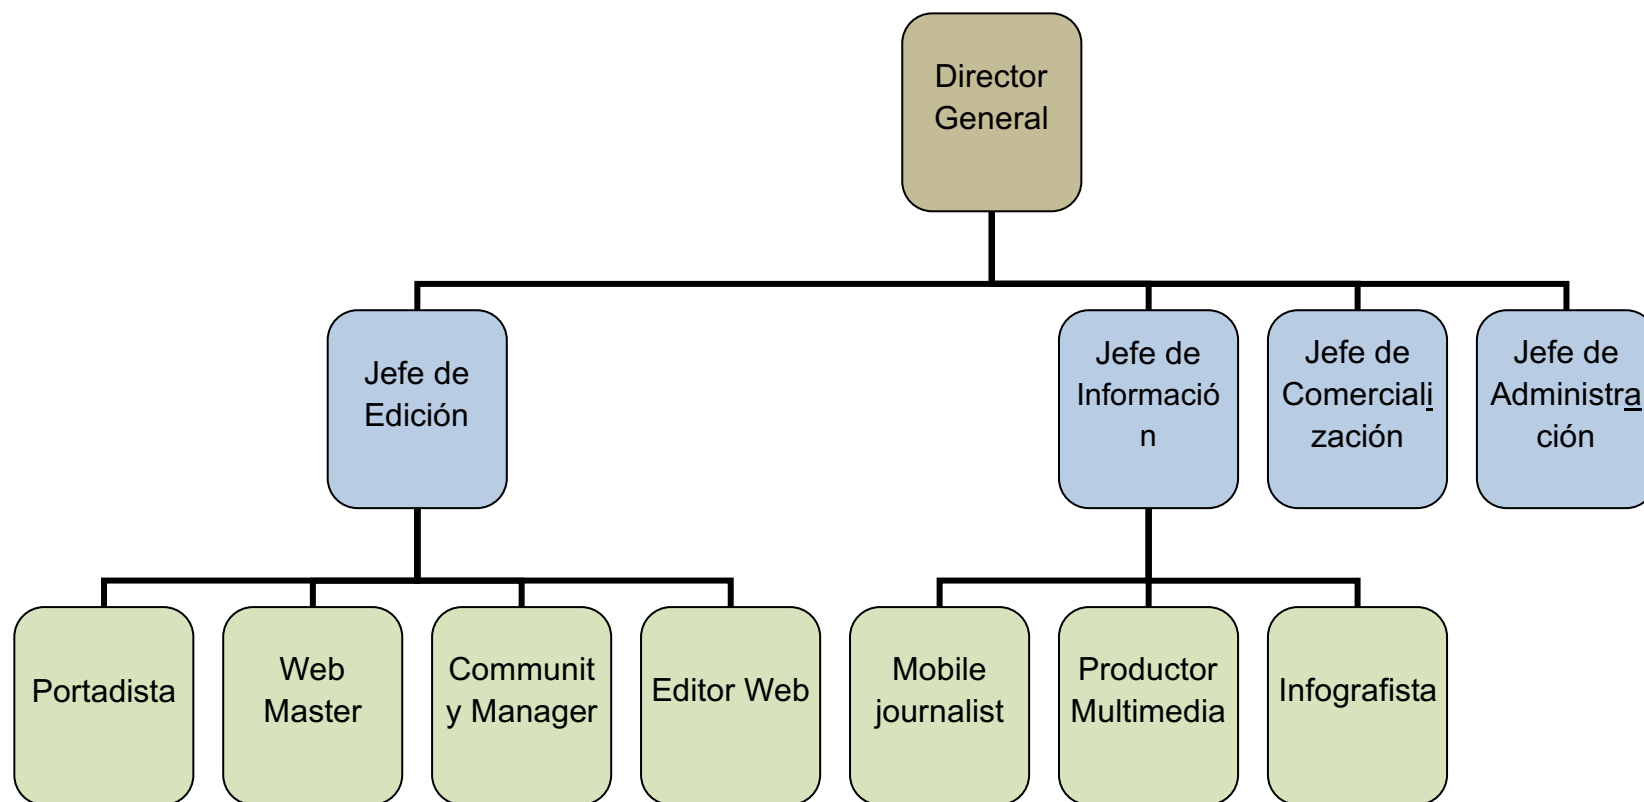 Director
General
Jefe de
Edición
Jefe de
Informació
n
Jefe de
Comerciali
zación
Jefe de
Administra
ción
Portadista
Web
Master
Communit
y Manager
Editor Web
Mobile
journalist
Productor
Multimedia
Infografista